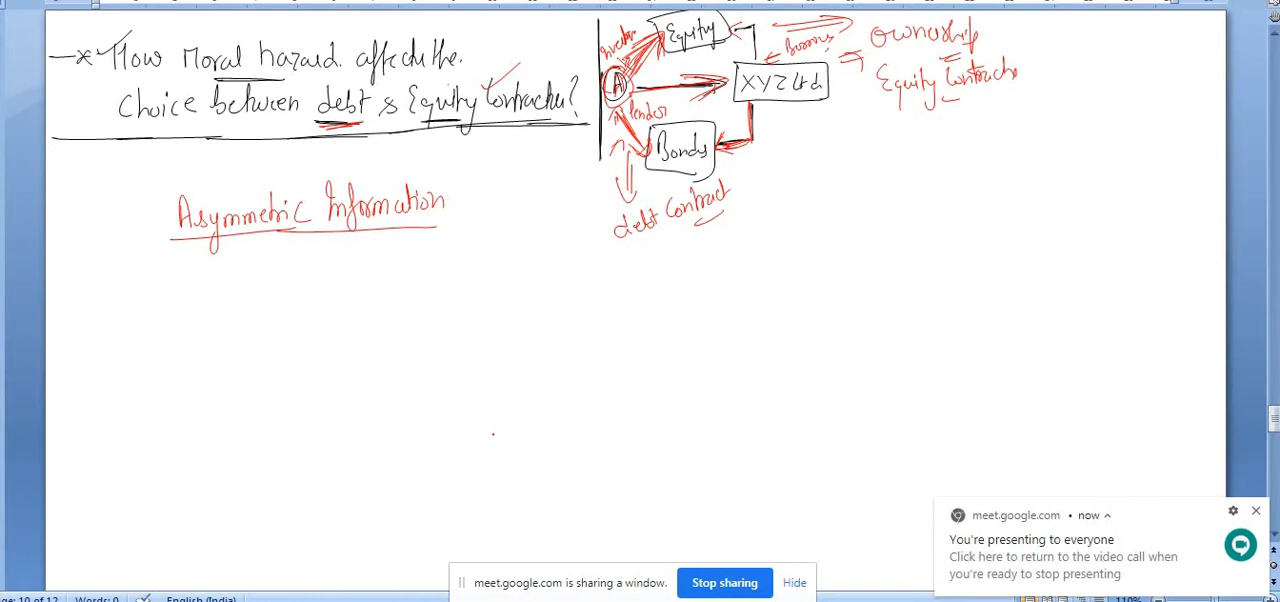 How Moral hazard affects the
Choice between debt & Equity Contracts?
Asymmetric Information
Equity
investor
A
lender
Bonds
debt Contract
XYZ Ltd
Ownership
Equity Contracts
meet.google.com • now
You're presenting to everyone
Click here to return to the video call when
you're ready to stop presenting
meet.google.com is sharing a window.
Stop sharing
Hide
Words: 0
English (India)
110%